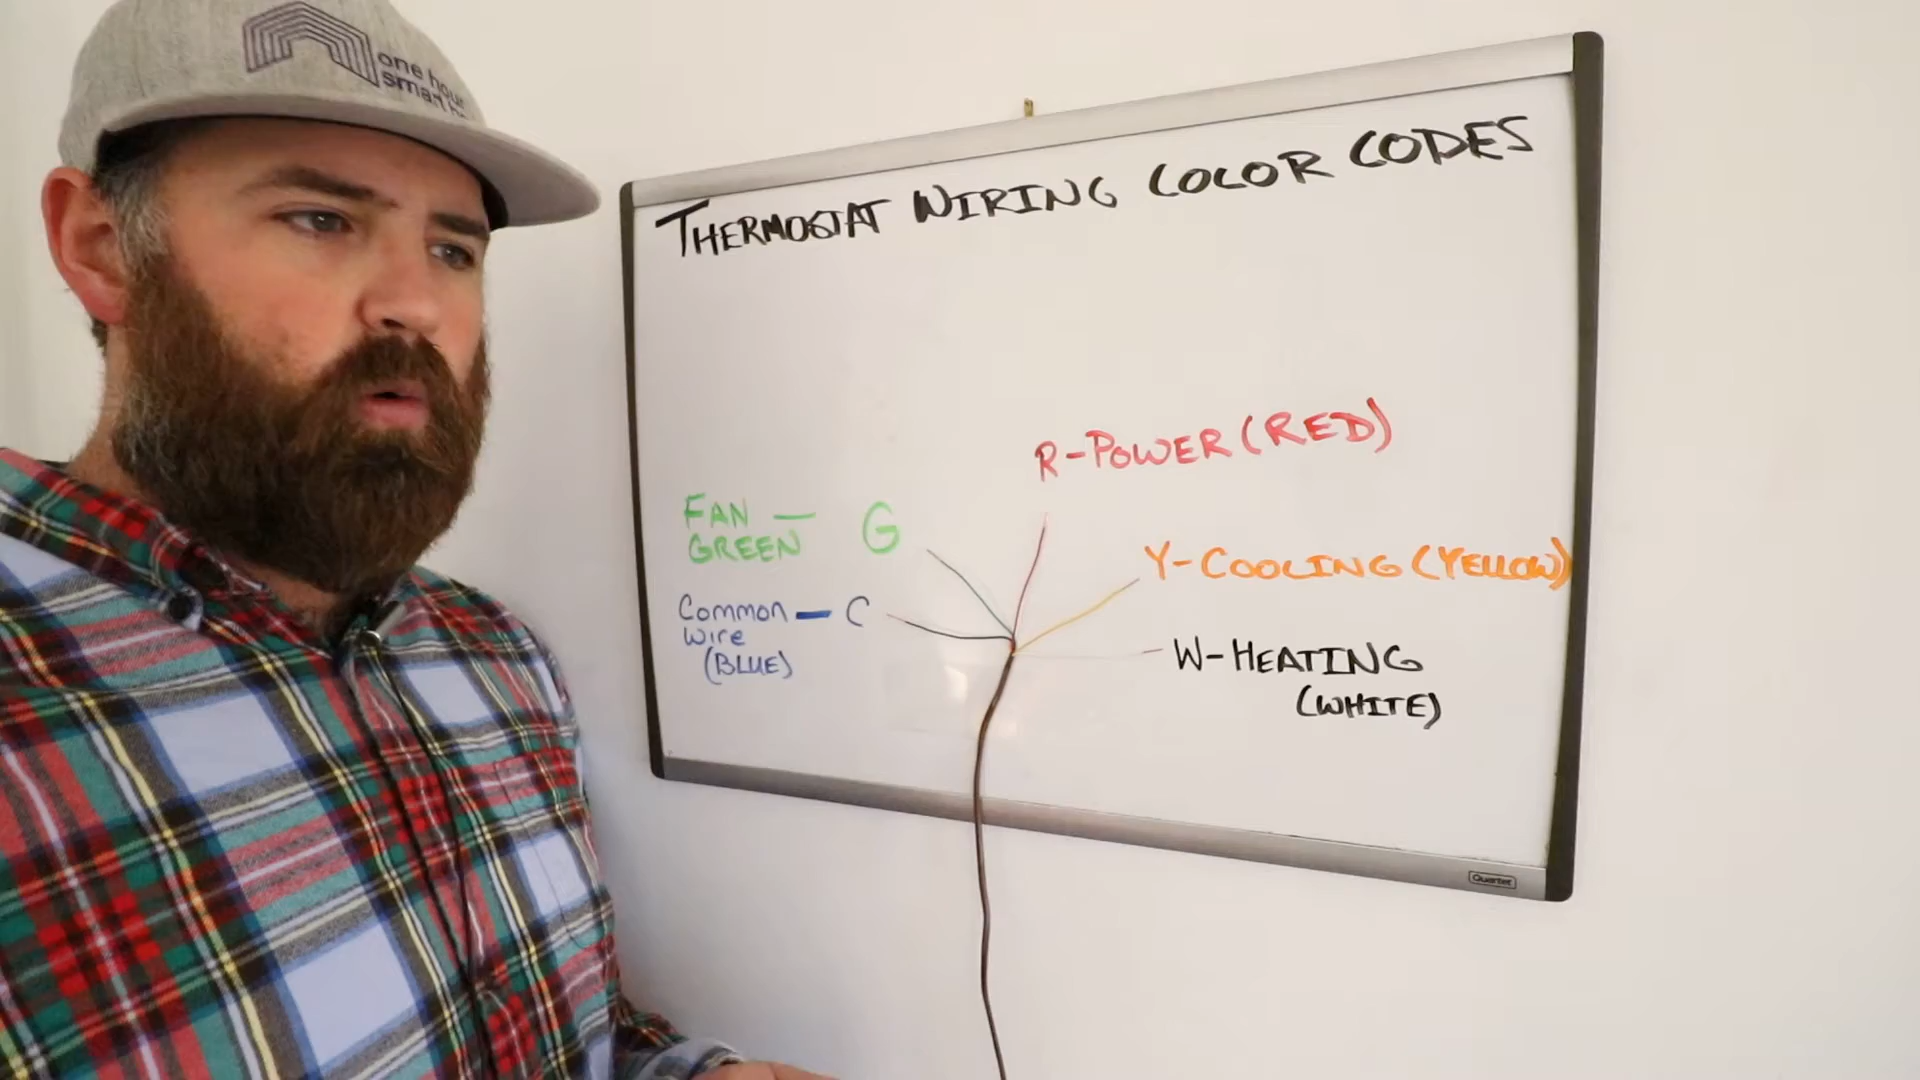 one hour
smart
THERMOSTAT WIRING COLOR CODES
R-POWER (RED)
FAN — G
GREEN
Y-COOLING (YELLOW)
COMMON — C
WIRE
(BLUE)
W-HEATING
(WHITE)
Quartet